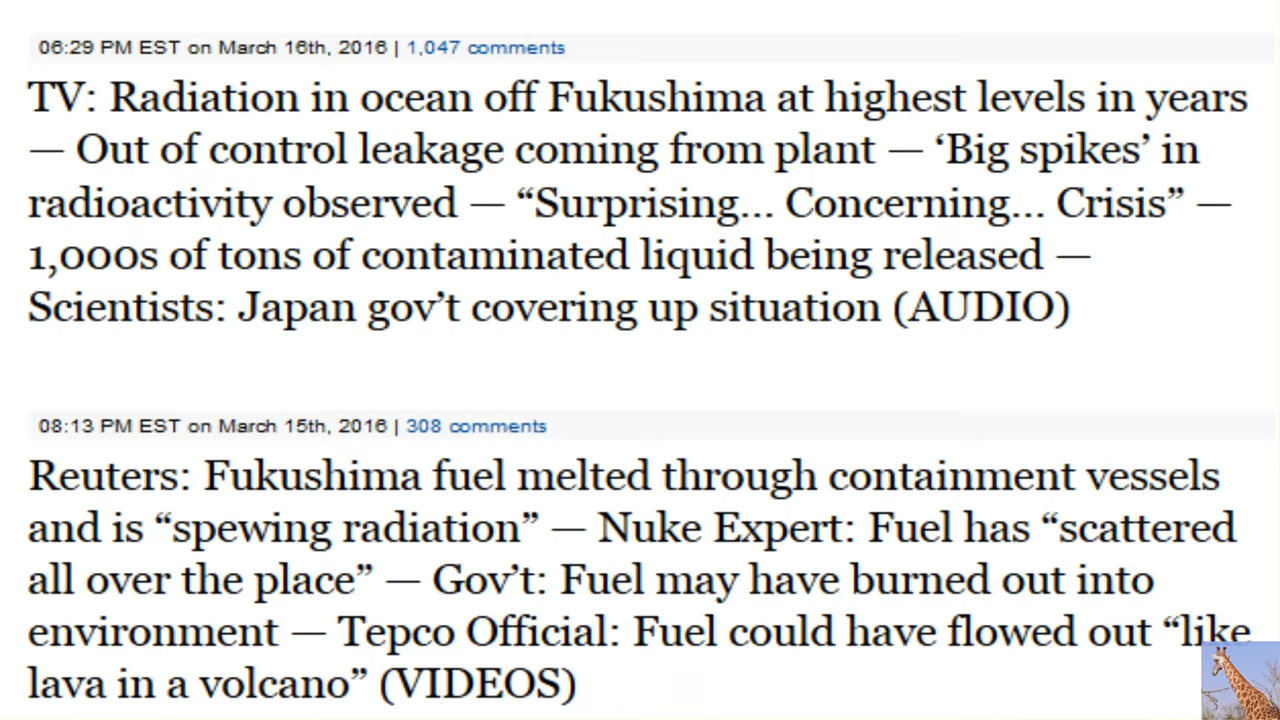 06:29 PM EST on March 16th, 2016 | 1,047 comments
TV: Radiation in ocean off Fukushima at highest levels in years
— Out of control leakage coming from plant — ‘Big spikes’ in
radioactivity observed — “Surprising... Concerning... Crisis” —
1,000s of tons of contaminated liquid being released —
Scientists: Japan gov’t covering up situation (AUDIO)
08:13 PM EST on March 15th, 2016 | 308 comments
Reuters: Fukushima fuel melted through containment vessels
and is “spewing radiation” — Nuke Expert: Fuel has “scattered
all over the place” — Gov’t: Fuel may have burned out into
environment — Tepco Official: Fuel could have flowed out “like
lava in a volcano” (VIDEOS)